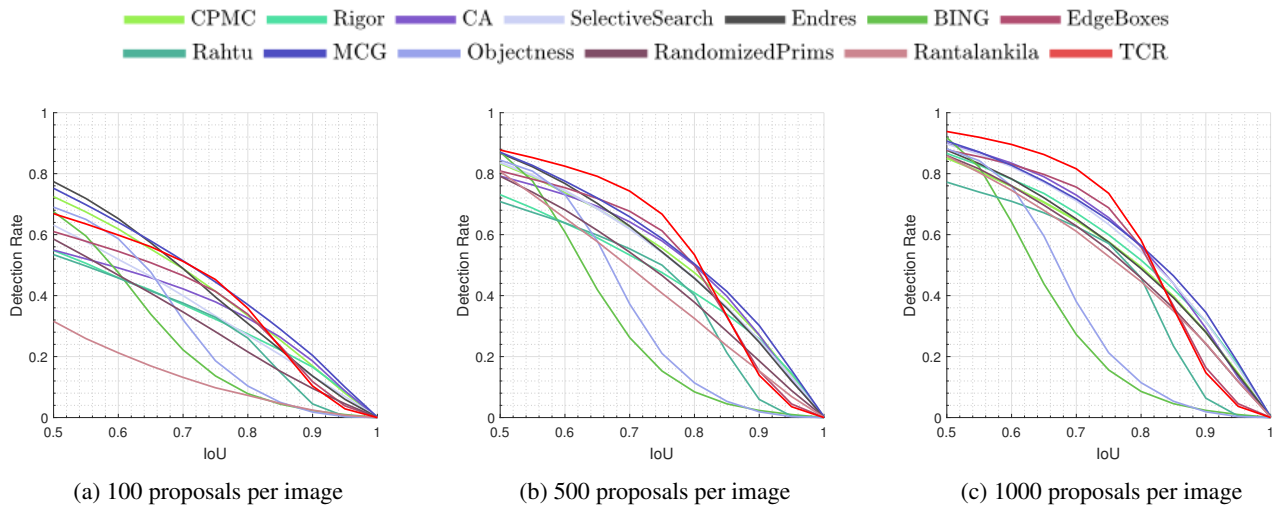 CPMC Rigor CA SelectiveSearch Endres BING EdgeBoxes
Rahtu MCG Objectness RandomizedPrims Rantalankila TCR
1 1 1
0.8 0.8 0.8
0.6 0.6 0.6
Detection Rate Detection Rate Detection Rate
0.4 0.4 0.4
0.2 0.2 0.2
0 0 0
0.5 0.6 0.7 0.8 0.9 1 0.5 0.6 0.7 0.8 0.9 1 0.5 0.6 0.7 0.8 0.9 1
IoU IoU IoU
(a) 100 proposals per image (b) 500 proposals per image (c) 1000 proposals per image